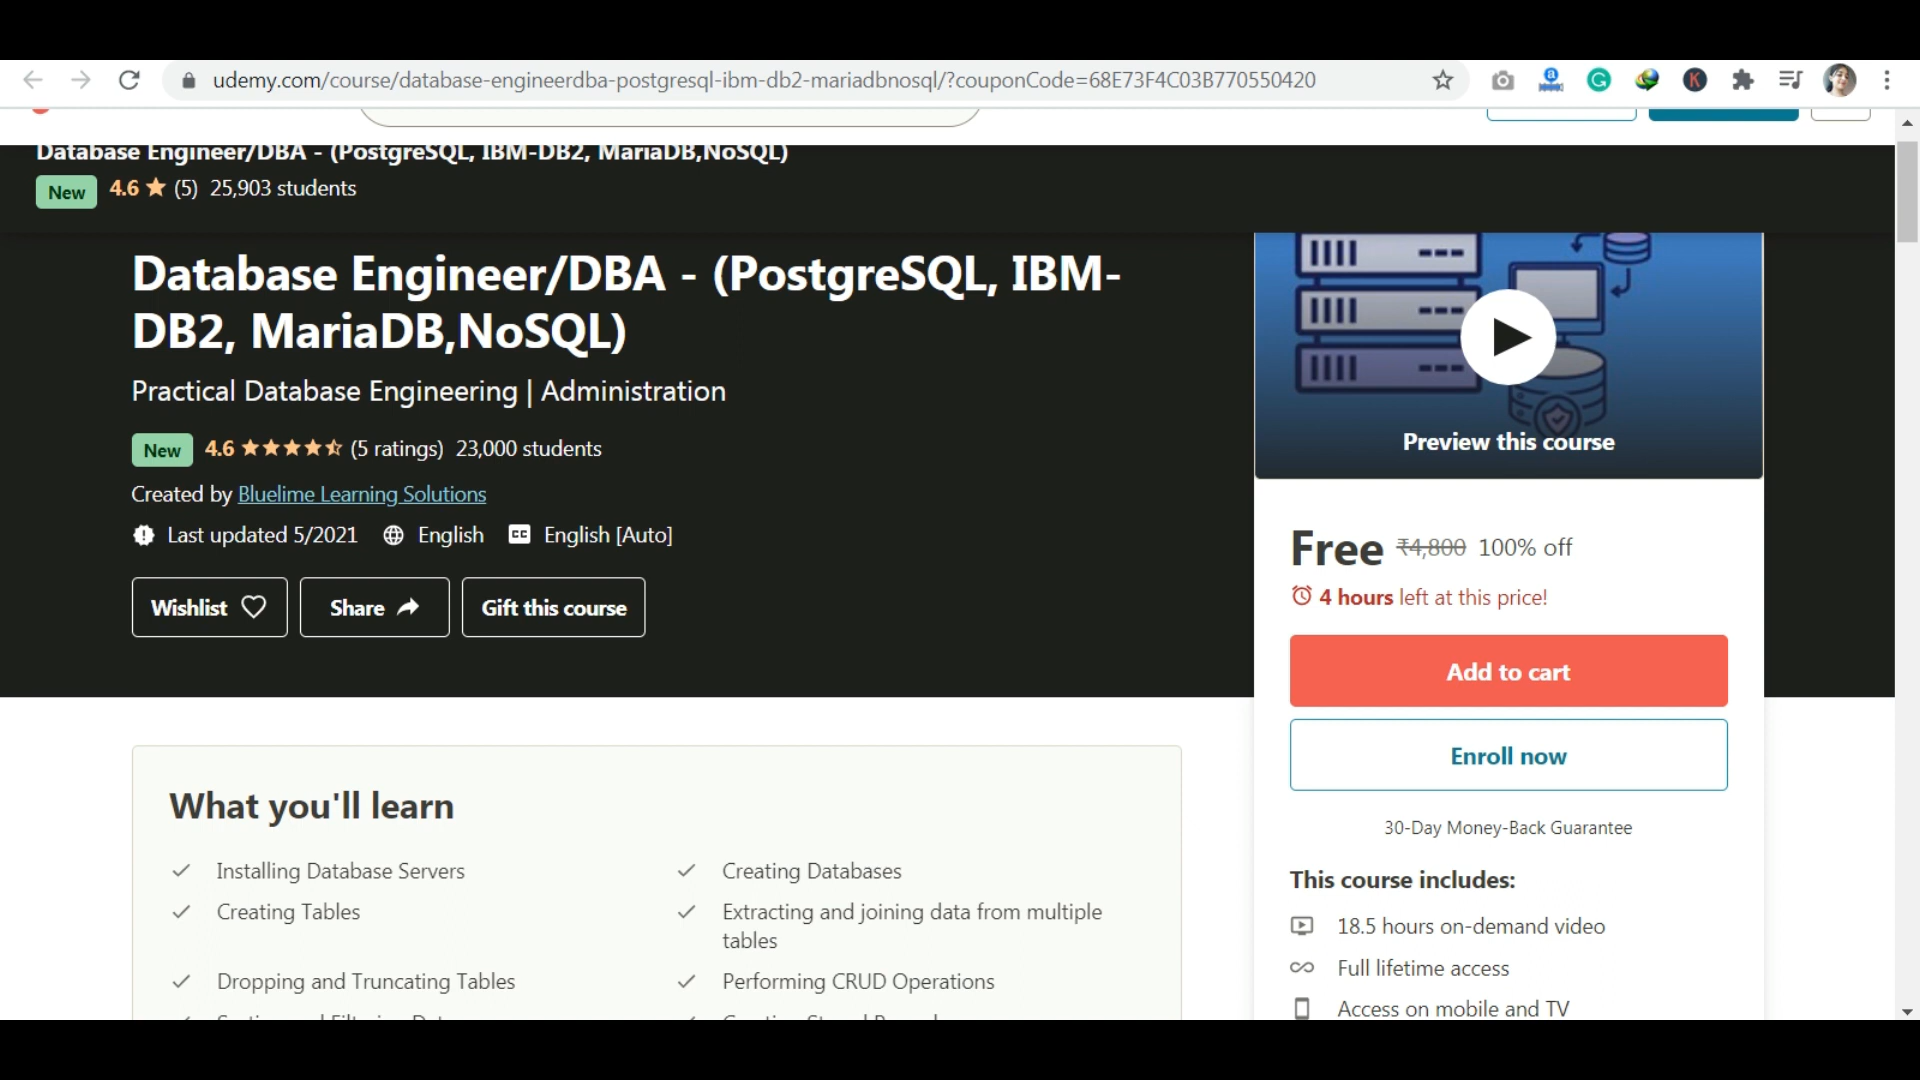 udemy.com/course/database-engineerdba-postgresql-ibm-db2-mariadbnosql/?couponCode=68E73F4C03B770550420
Database Engineer/DBA - (PostgreSQL, IBM-DB2, MariaDB,NoSQL)
New 4.6 ★ (5) 25,903 students
Database Engineer/DBA - (PostgreSQL, IBM-
DB2, MariaDB,NoSQL)
Practical Database Engineering | Administration
New 4.6 (5 ratings) 23,000 students
Created by Bluelime Learning Solutions
Last updated 5/2021 English CC English [Auto]
Wishlist Share Gift this course
Preview this course
Free ₹4,800 100% off
4 hours left at this price!
Add to cart
Enroll now
30-Day Money-Back Guarantee
This course includes:
18.5 hours on-demand video
Full lifetime access
Access on mobile and TV
What you'll learn
Installing Database Servers
Creating Databases
Creating Tables
Extracting and joining data from multiple
tables
Dropping and Truncating Tables
Performing CRUD Operations